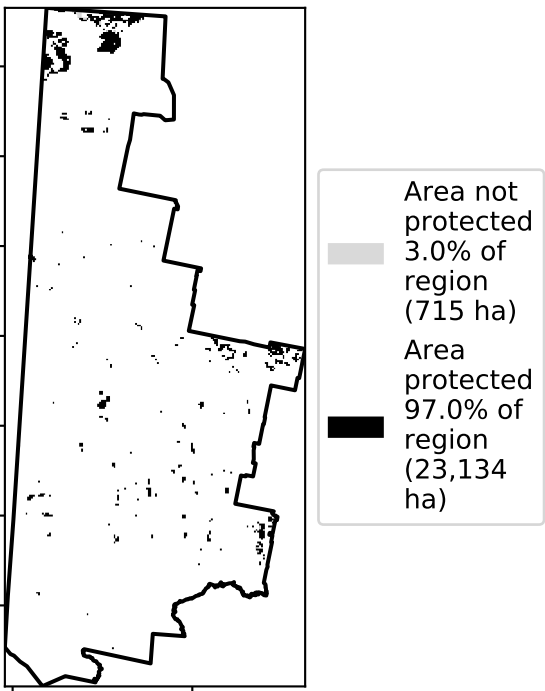 Area not
protected
3.0% of
region
(715 ha)
Area
protected
97.0% of
region
(23,134
ha)